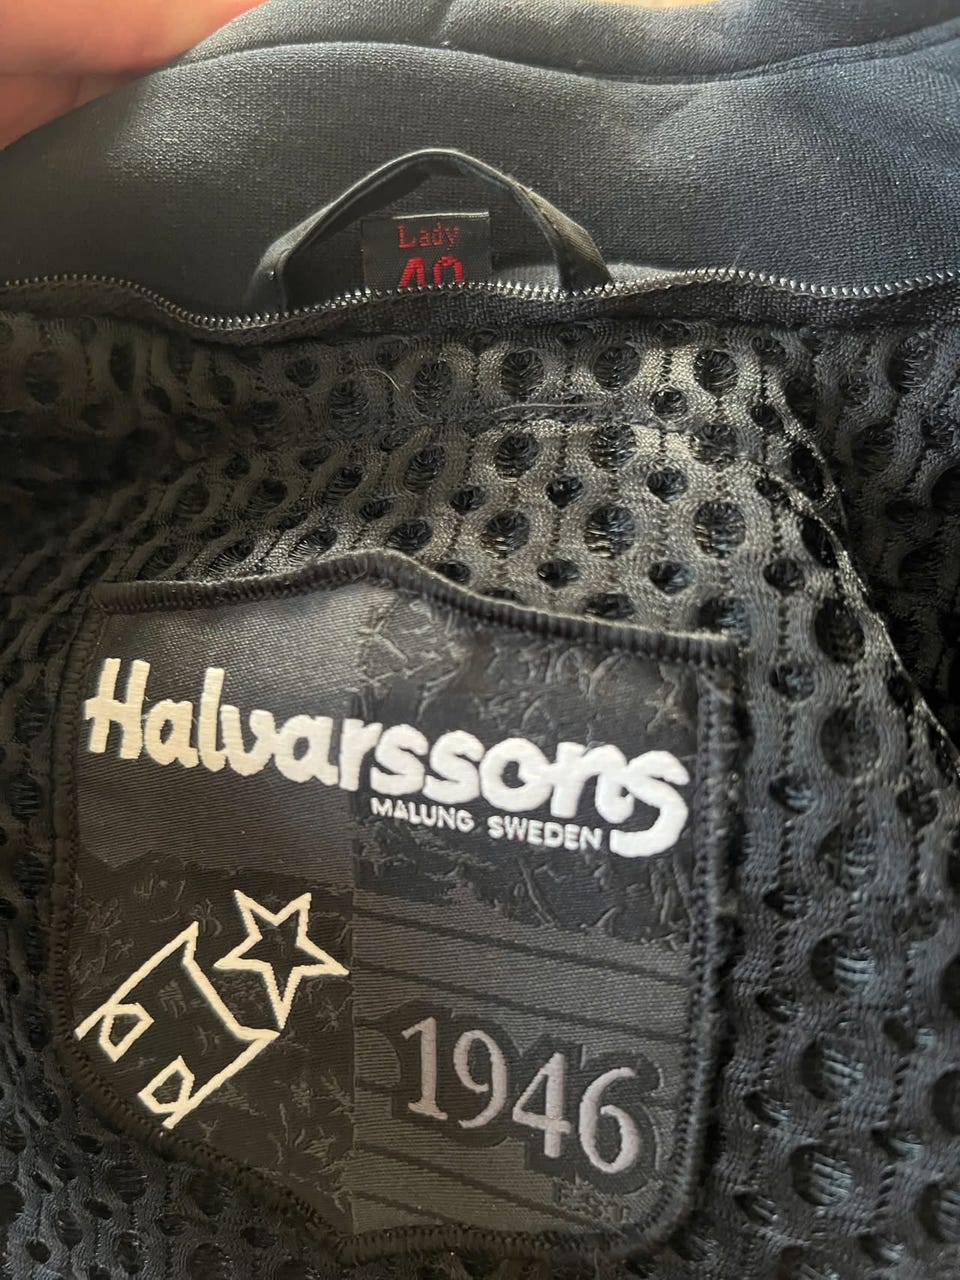 Lady
40
Halvarssons
MALUNG SWEDEN
1946